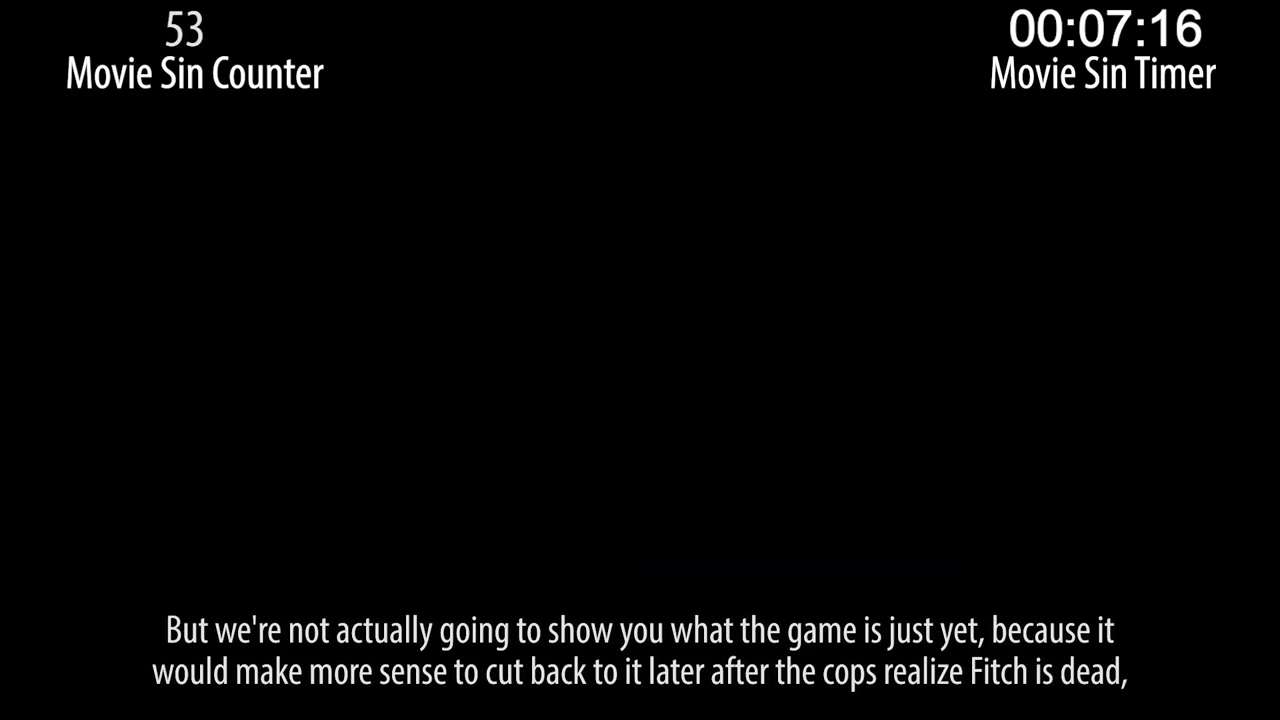 53
Movie Sin Counter
00:07:16
Movie Sin Timer
But we're not actually going to show you what the game is just yet, because it
would make more sense to cut back to it later after the cops realize Fitch is dead,